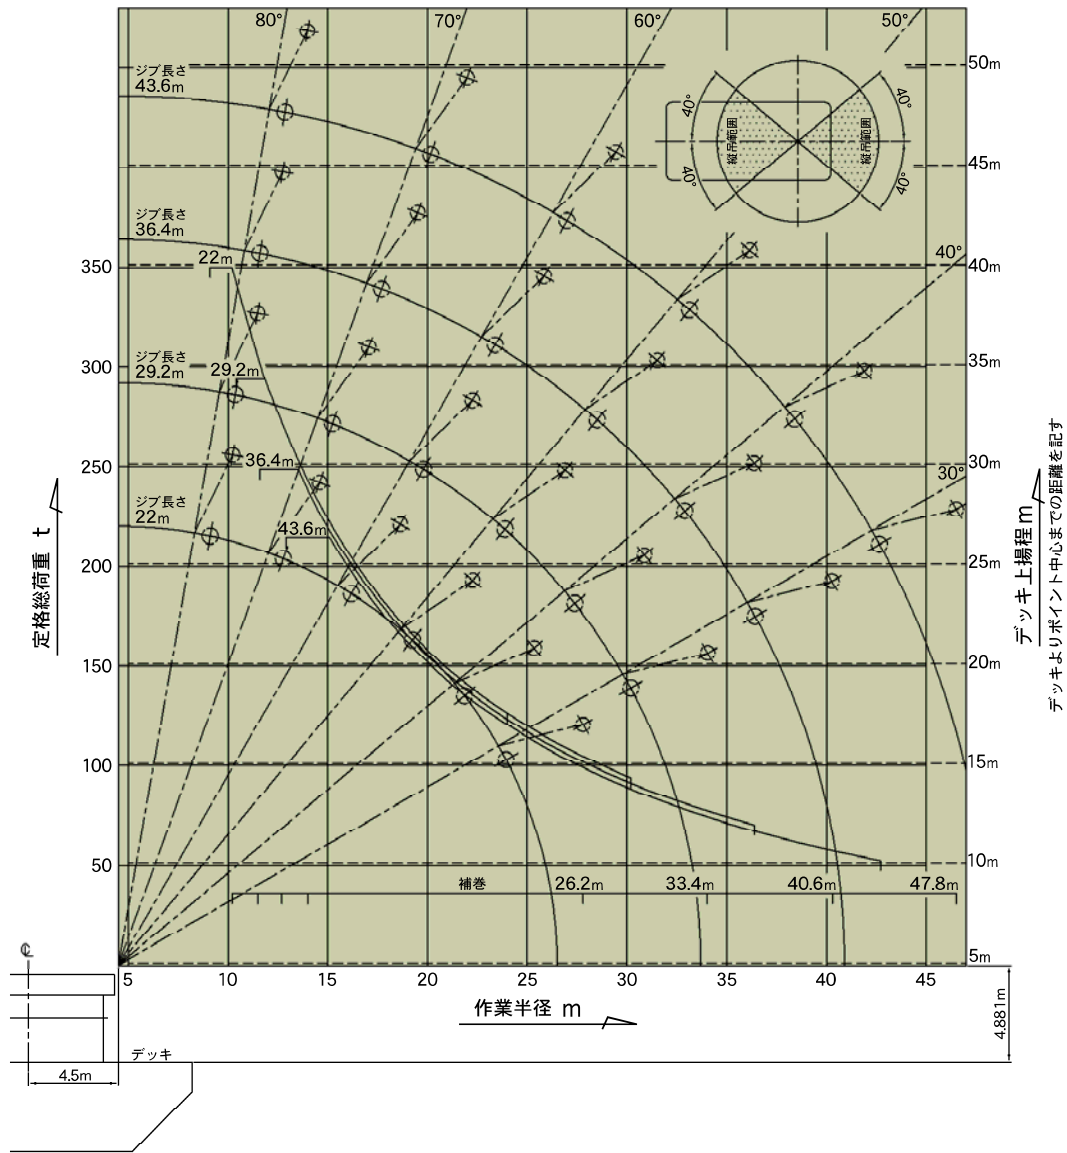 80°
70°
60°
50°
ジブ長さ
43.6m
50m
40°
40°
縦吊範囲
縦吊範囲
40°
40°
45m
ジブ長さ
36.4m
22m
40°
350
40m
ジブ長さ
29.2m
29.2m
300
35m
36.4m
250
30m
30°
ジブ長さ
22m
43.6m
200
25m
150
20m
100
15m
50
10m
補巻
26.2m
33.4m
40.6m
47.8m
5m
5
10
15
20
25
30
35
40
45
作業半径 m
定格総荷重 t
デッキ上揚程m
デッキよりポイント中心までの距離を記す
℄
デッキ
4.5m
4.881m